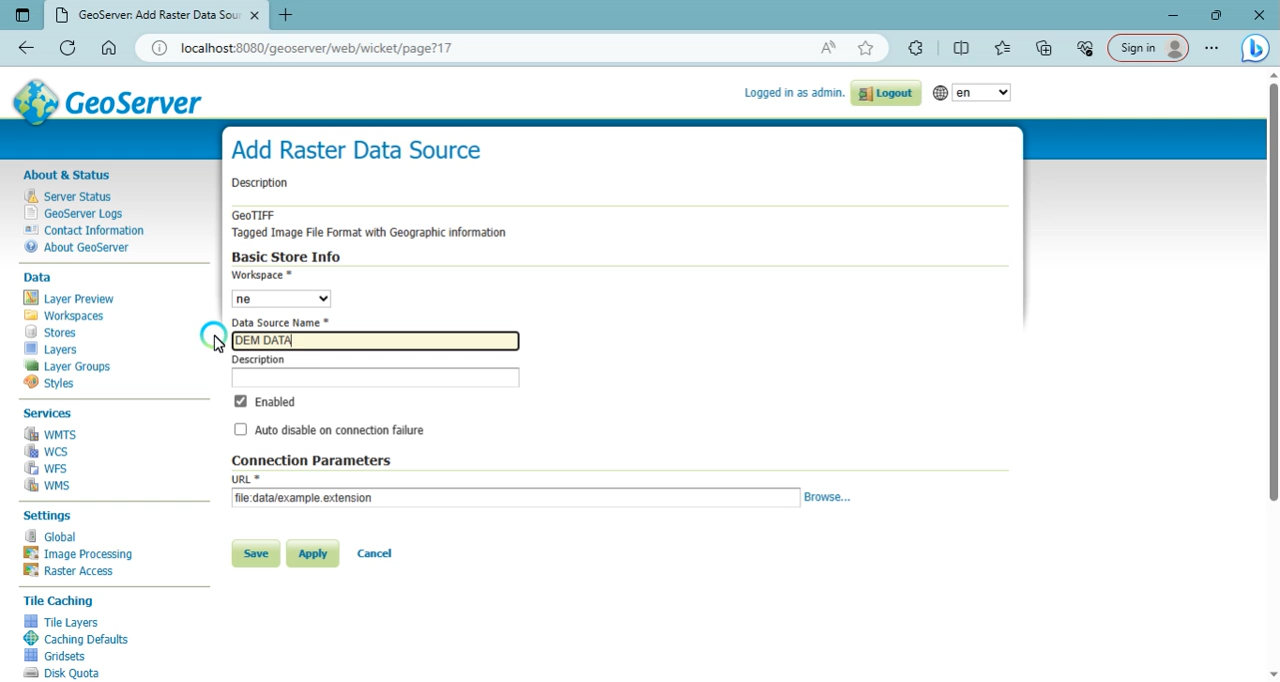 GeoServer: Add Raster Data Sour
localhost:8080/geoserver/web/wicket/page?17
Sign in
GeoServer
Logged in as admin.
Logout
en
About & Status
Server Status
GeoServer Logs
Contact Information
About GeoServer
Data
Layer Preview
Workspaces
Stores
Layers
Layer Groups
Styles
Services
WMTS
WCS
WFS
WMS
Settings
Global
Image Processing
Raster Access
Tile Caching
Tile Layers
Caching Defaults
Gridsets
Disk Quota
Add Raster Data Source
Description
GeoTIFF
Tagged Image File Format with Geographic information
Basic Store Info
Workspace *
ne
Data Source Name *
DEM DATA
Description
Enabled
Auto disable on connection failure
Connection Parameters
URL *
file:data/example.extension
Browse...
Save
Apply
Cancel